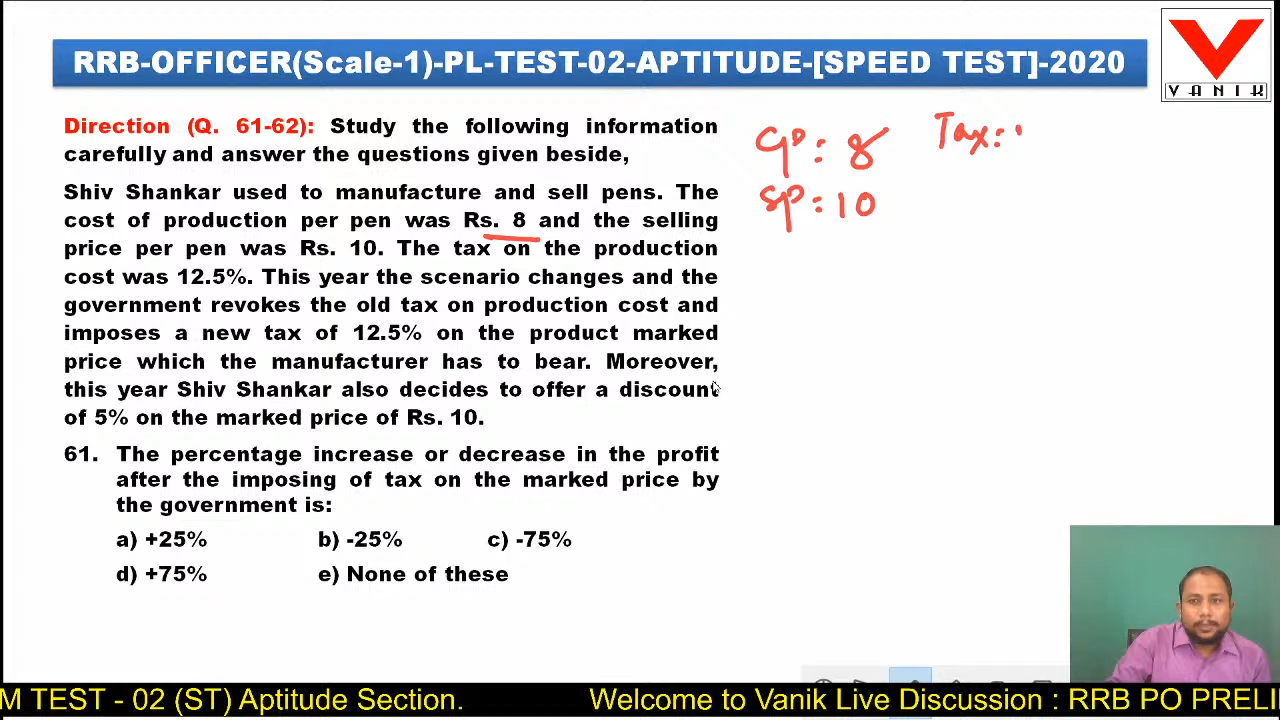 RRB-OFFICER(Scale-1)-PL-TEST-02-APTITUDE-[SPEED TEST]-2020
VANIK
Direction (Q. 61-62): Study the following information
carefully and answer the questions given beside,
Shiv Shankar used to manufacture and sell pens. The
cost of production per pen was Rs. 8 and the selling
price per pen was Rs. 10. The tax on the production
cost was 12.5%. This year the scenario changes and the
government revokes the old tax on production cost and
imposes a new tax of 12.5% on the product marked
price which the manufacturer has to bear. Moreover,
this year Shiv Shankar also decides to offer a discount
of 5% on the marked price of Rs. 10.
61. The percentage increase or decrease in the profit
after the imposing of tax on the marked price by
the government is:
a) +25% b) -25% c) -75%
d) +75% e) None of these
CP : 8
SP : 10
Tax:
M TEST - 02 (ST) Aptitude Section. Welcome to Vanik Live Discussion : RRB PO PRELI